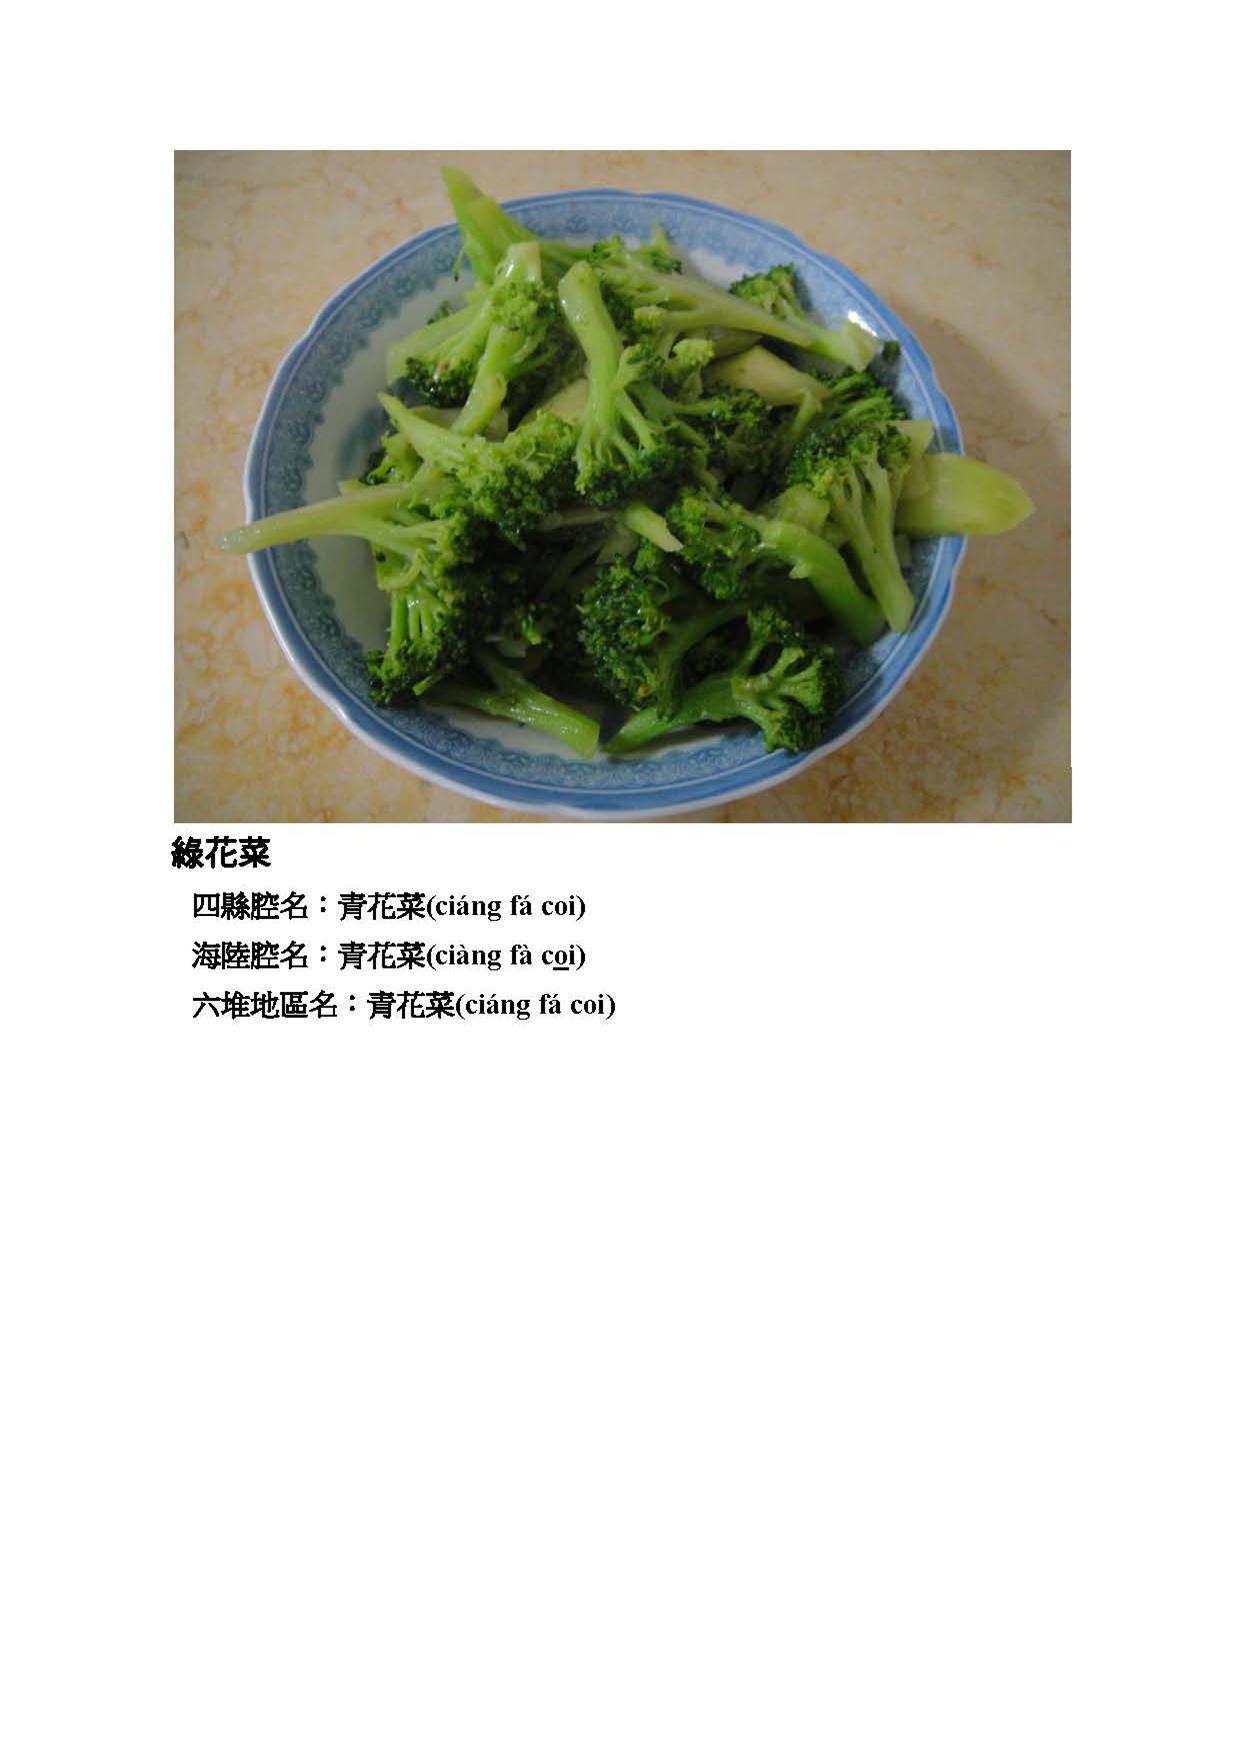 綠花菜
四縣腔名：青花菜(ciáng fá coi)
海陸腔名：青花菜(ciàng fà co̲i)
六堆地區名：青花菜(ciáng fá coi)